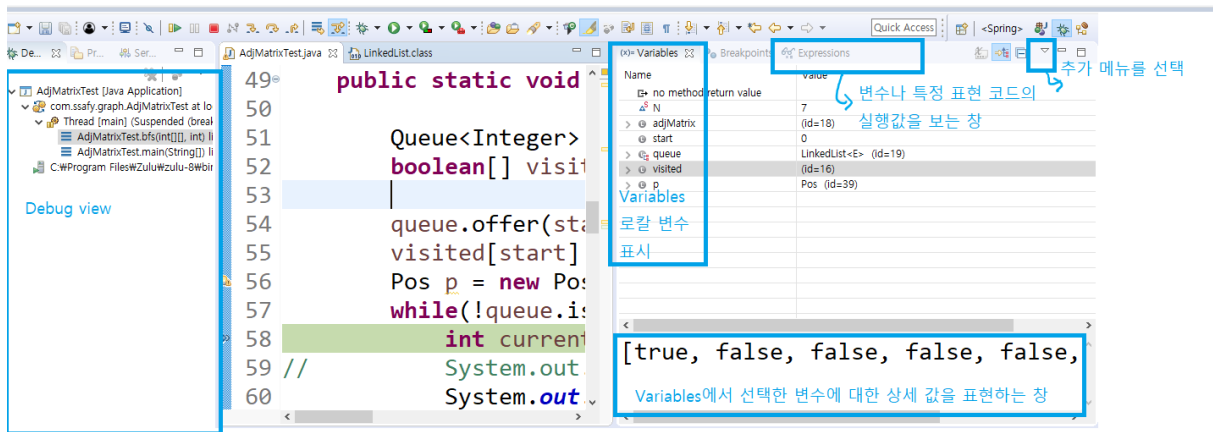 Quick Access
<Spring>
De...
Pr...
Ser...
AdjMatrixTest.java
LinkedList.class
(x)= Variables
Breakpoints
Expressions
AdjMatrixTest [Java Application]
com.ssafy.graph.AdjMatrixTest at lo
Thread [main] (Suspended (break
AdjMatrixTest.bfs(int[][], int) li
AdjMatrixTest.main(String[]) li
C:₩Program Files₩Zulu₩zulu-8₩bin
Debug view
49 public static void
50
51 Queue<Integer>
52 boolean[] visit
53
54 queue.offer(sta
55 visited[start]
56 Pos p = new Pos
57 while(!queue.is
58 int current
59 // System.out.
60 System.out.
Name Value
no method return value
N 7
adjMatrix (id=18)
start 0
queue LinkedList<E> (id=19)
visited (id=16)
p Pos (id=39)
추가 메뉴를 선택
변수나 특정 표현 코드의
실행값을 보는 창
Variables
로칼 변수
표시
[true, false, false, false, false,
Variables에서 선택한 변수에 대한 상세 값을 표현하는 창